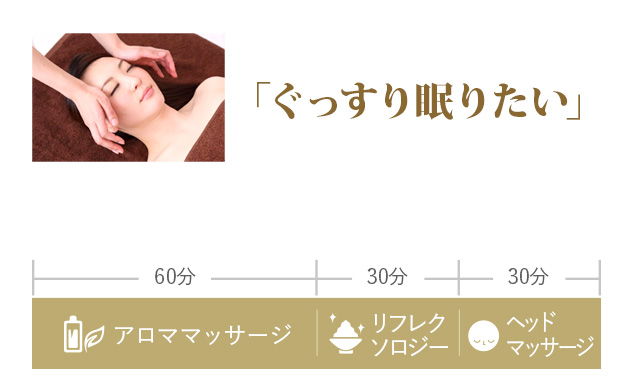 「ぐっすり眠りたい」
60分
30分
30分
アロママッサージ
リフレク
ソロジー
ヘッド
マッサージ